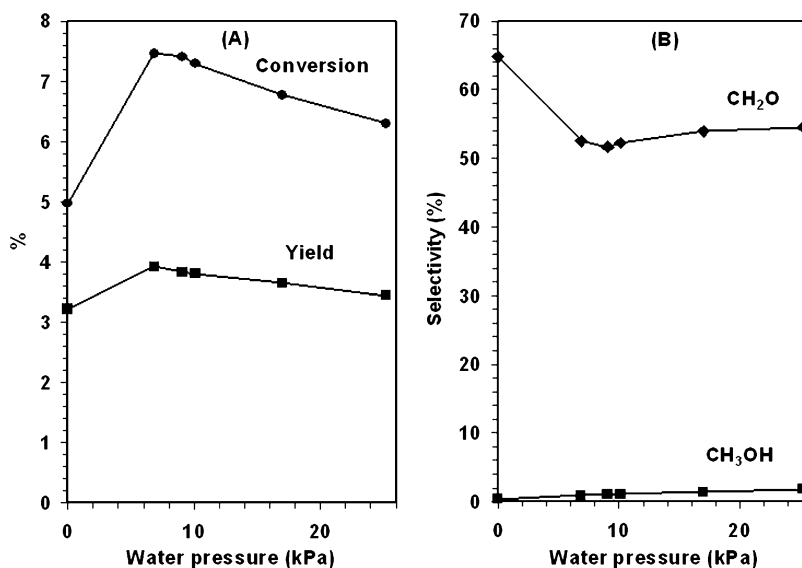 (A)
Conversion
Yield
%
8
7
6
5
4
3
2
1
0
0 10 20
Water pressure (kPa)
(B)
CH₂O
CH₃OH
Selectivity (%)
70
60
50
40
30
20
10
0
0 10 20
Water pressure (kPa)